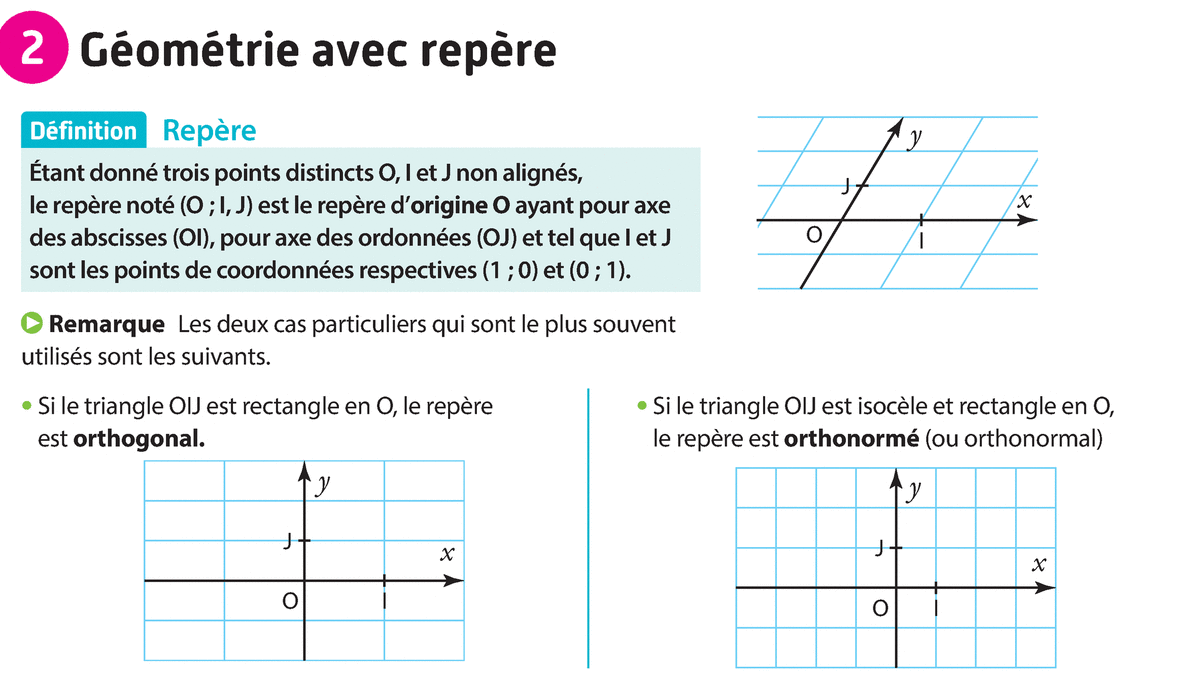 2 Géométrie avec repère
Définition Repère
Étant donné trois points distincts O, I et J non alignés,
le repère noté (O ; I, J) est le repère d'origine O ayant pour axe
des abscisses (OI), pour axe des ordonnées (OJ) et tel que I et J
sont les points de coordonnées respectives (1 ; 0) et (0 ; 1).
y
J
x
O
I
Remarque Les deux cas particuliers qui sont le plus souvent
utilisés sont les suivants.
• Si le triangle OIJ est rectangle en O, le repère
est orthogonal.
y
J
x
O
I
• Si le triangle OIJ est isocèle et rectangle en O,
le repère est orthonormé (ou orthonormal)
y
J
x
O
I